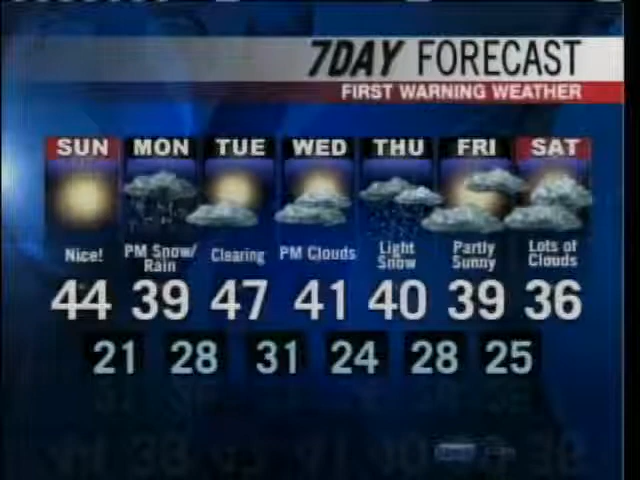 7DAY FORECAST
FIRST WARNING WEATHER
SUN MON TUE WED THU FRI SAT
Nice! PM Snow/ Rain Clearing PM Clouds Light Snow Partly Sunny Lots of Clouds
44 39 47 41 40 39 36
21 28 31 24 28 25